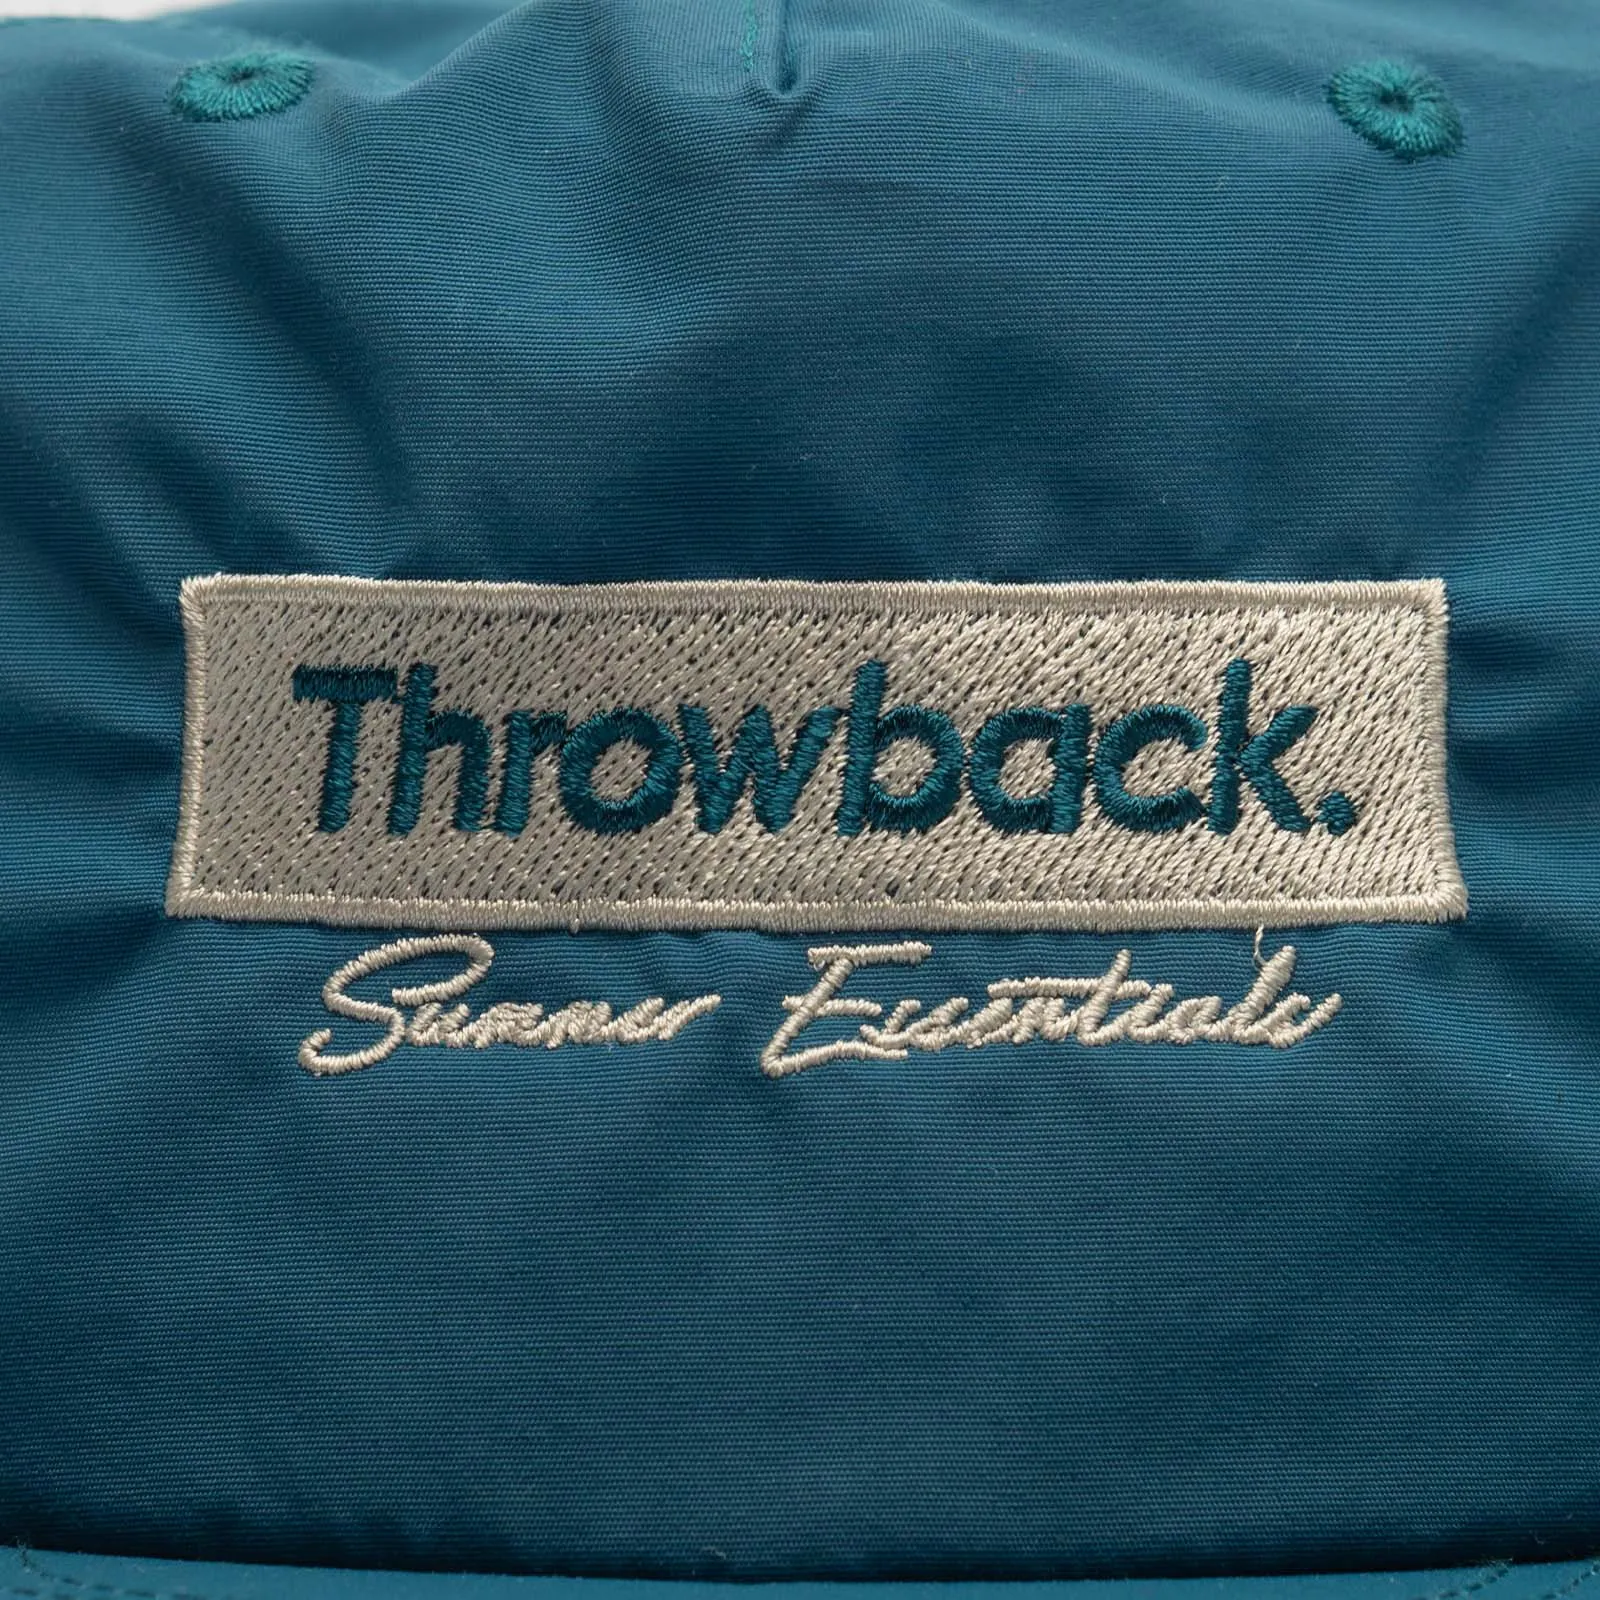 Throwback.
Summer Essentials